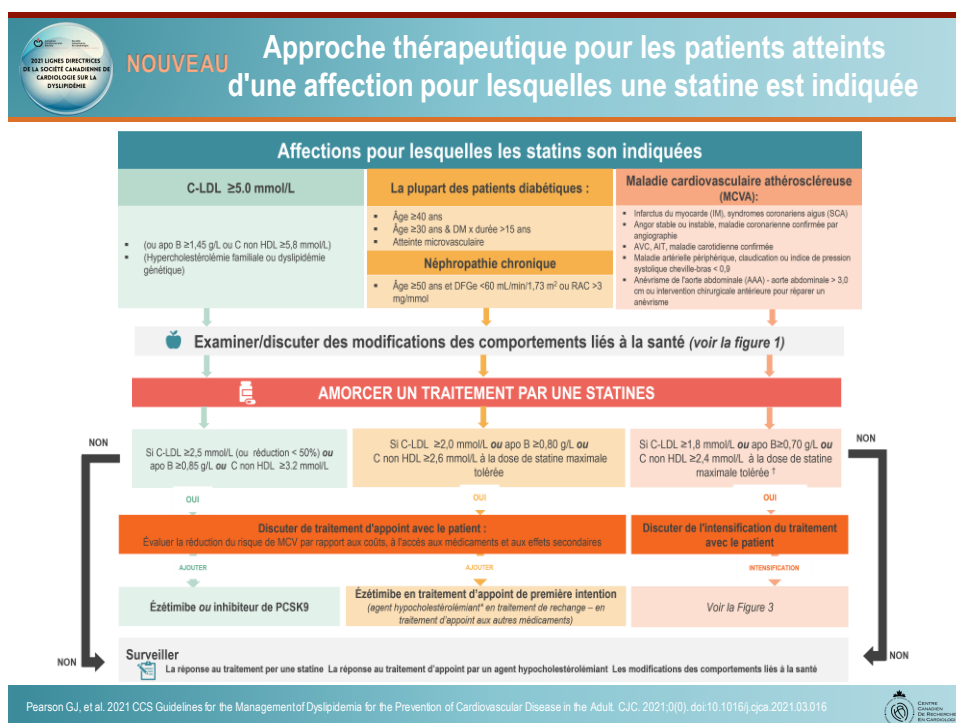 2021 LIGNES DIRECTRICES
DE LA SOCIÉTÉ CANADIENNE DE
CARDIOLOGIE SUR LA
DYSLIPIDÉMIE
NOUVEAU
Approche thérapeutique pour les patients atteints
d'une affection pour lesquelles une statine est indiquée
Affections pour lesquelles les statins son indiquées
C-LDL ≥5.0 mmol/L
▪ (ou apo B ≥1,45 g/L ou C non HDL ≥5,8 mmol/L)
▪ (Hypercholestérolémie familiale ou dyslipidémie
génétique)
La plupart des patients diabétiques :
▪ Âge ≥40 ans
▪ Âge ≥30 ans & DM x durée >15 ans
▪ Atteinte microvasculaire
Néphropathie chronique
▪ Âge ≥50 ans et DFGe <60 mL/min/1,73 m² ou RAC >3
mg/mmol
Maladie cardiovasculaire athéroscléreuse
(MCVA):
▪ Infarctus du myocarde (IM), syndromes coronariens aigus (SCA)
▪ Angor stable ou instable, maladie coronarienne confirmée par
angiographie
▪ AVC, AIT, maladie carotidienne confirmée
▪ Maladie artérielle périphérique, claudication ou indice de pression
systolique cheville-bras < 0,9
▪ Anévrisme de l'aorte abdominale (AAA) - aorte abdominale > 3,0
cm ou intervention chirurgicale antérieure pour réparer un
anévrisme
Examiner/discuter des modifications des comportements liés à la santé (voir la figure 1)
AMORCER UN TRAITEMENT PAR UNE STATINES
NON
Si C-LDL ≥2,5 mmol/L (ou réduction < 50%) ou
apo B ≥0,85 g/L ou C non HDL ≥3.2 mmol/L
Si C-LDL ≥2,0 mmol/L ou apo B ≥0,80 g/L ou
C non HDL ≥2,6 mmol/L à la dose de statine maximale
tolérée
Si C-LDL ≥1,8 mmol/L ou apo B≥0,70 g/L ou
C non HDL ≥2,4 mmol/L à la dose de statine
maximale tolérée †
NON
OUI
OUI
OUI
Discuter de traitement d'appoint avec le patient :
Évaluer la réduction du risque de MCV par rapport aux coûts, à l'accès aux médicaments et aux effets secondaires
Discuter de l'intensification du traitement
avec le patient
AJOUTER
AJOUTER
INTENSIFICATION
Ézétimibe ou inhibiteur de PCSK9
Ézétimibe en traitement d'appoint de première intention
(agent hypocholestérolémiant* en traitement de rechange – en
traitement d'appoint aux autres médicaments)
Voir la Figure 3
NON
Surveiller
La réponse au traitement per une statine La réponse au traitement d'appoint par un agent hypocholestérolémiant Les modifications des comportements liés à la santé
NON
Pearson GJ, et al. 2021 CCS Guidelines for the Management of Dyslipidemia for the Prevention of Cardiovascular Disease in the Adult. CJC. 2021;0(0). doi:10.1016/j.cjca.2021.03.016
CENTRE
CANADIEN
DE RECHERCHE
EN CARDIOLOGIE